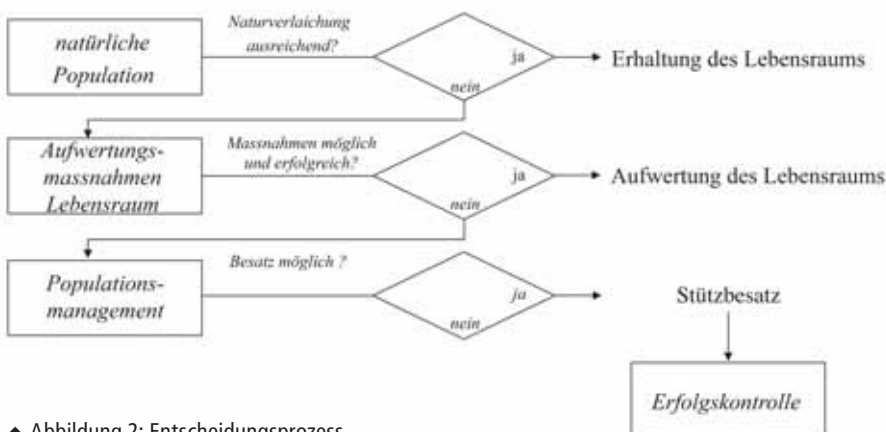 natürliche
Population
Naturverlaichung
ausreichend?
ja
nein
Erhaltung des Lebensraums
Aufwertungs-
massnahmen
Lebensraum
Massnahmen möglich
und erfolgreich?
ja
nein
Aufwertung des Lebensraums
Populations-
management
Besatz möglich ?
ja
nein
Stützbesatz
Erfolgskontrolle
◆ Abbildung 2: Entscheidungsprozess